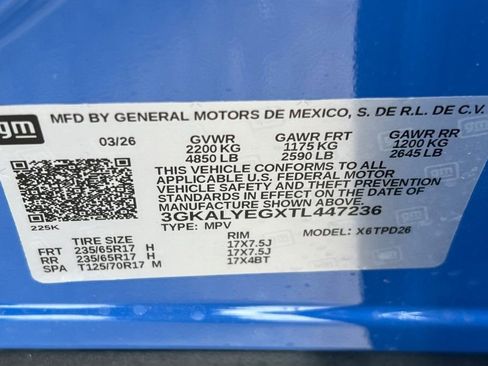 gm
MFD BY GENERAL MOTORS DE MEXICO, S. DE R.L. DE C.V.
03/26 GVWR GAWR FRT GAWR RR
2200 KG 1175 KG 1200 KG
4850 LB 2590 LB 2645 LB
THIS VEHICLE CONFORMS TO ALL
APPLICABLE U.S. FEDERAL MOTOR
VEHICLE SAFETY AND THEFT PREVENTION
STANDARDS IN EFFECT ON THE DATE OF
MANUFACTURE SHOWN ABOVE.
3GKALYEGXTL447236
225K TYPE: MPV MODEL: X6TPD26
TIRE SIZE RIM
FRT 235/65R17 H 17X7.5J
RR 235/65R17 H 17X7.5J
SPA T125/70R17 M 17X4BT